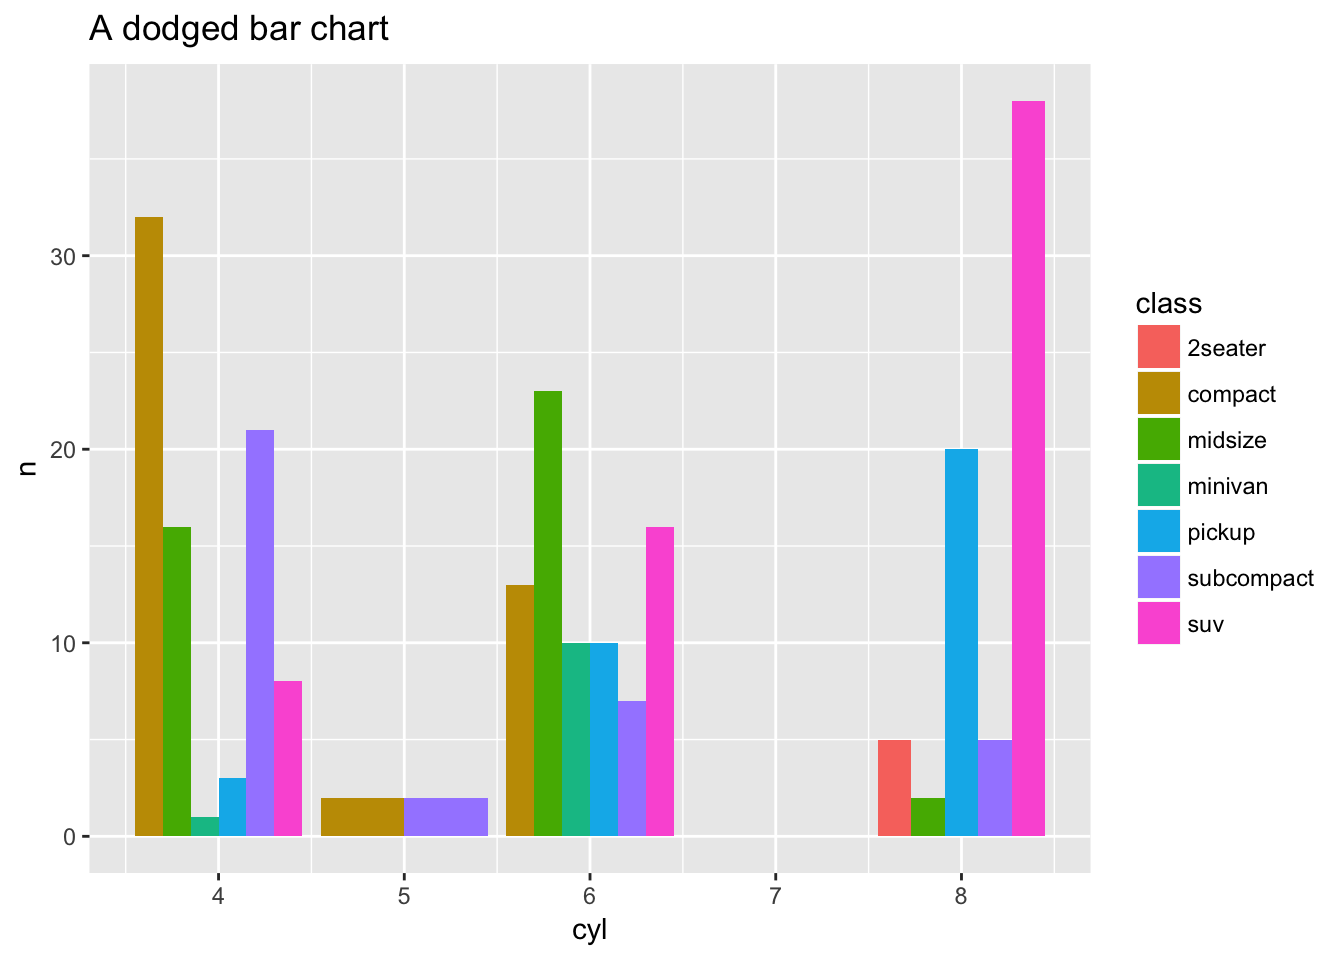 A dodged bar chart
n
30
20
10
0
4 5 6 7 8
cyl
class
2seater
compact
midsize
minivan
pickup
subcompact
suv